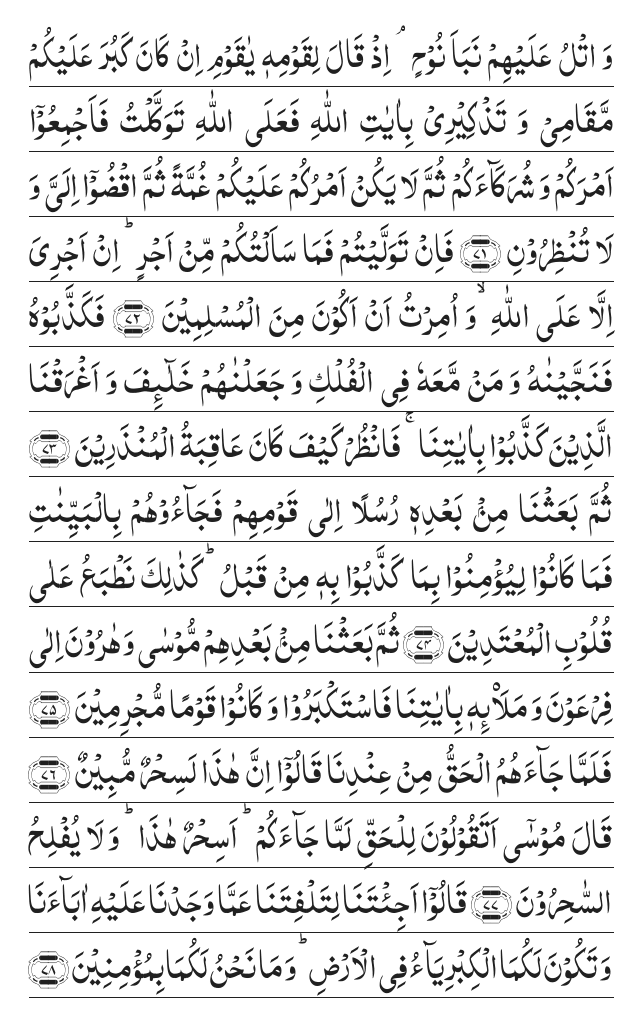 وَ اتْلُ عَلَيْهِمْ نَبَاَ نُوْحٍ ۘ اِذْ قَالَ لِقَوْمِهٖ يٰقَوْمِ اِنْ كَانَ كَبُرَ عَلَيْكُمْ
مَّقَامِيْ وَ تَذْكِيْرِيْ بِاٰيٰتِ اللّٰهِ فَعَلَى اللّٰهِ تَوَكَّلْتُ فَاَجْمِعُوْۤا
اَمْرَكُمْ وَ شُرَكَآءَكُمْ ثُمَّ لَا يَكُنْ اَمْرُكُمْ عَلَيْكُمْ غُمَّةً ثُمَّ اقْضُوْۤا اِلَيَّ وَ
لَا تُنْظِرُوْنِ ۷۱ فَاِنْ تَوَلَّيْتُمْ فَمَا سَاَلْتُكُمْ مِّنْ اَجْرٍ ؕ اِنْ اَجْرِيَ
اِلَّا عَلَى اللّٰهِ ۙ وَ اُمِرْتُ اَنْ اَكُوْنَ مِنَ الْمُسْلِمِيْنَ ۷۲ فَكَذَّبُوْهُ
فَنَجَّيْنٰهُ وَ مَنْ مَّعَهٗ فِي الْفُلْكِ وَ جَعَلْنٰهُمْ خَلٰٓىِٕفَ وَ اَغْرَقْنَا
الَّذِيْنَ كَذَّبُوْا بِاٰيٰتِنَا ۚ فَانْظُرْ كَيْفَ كَانَ عَاقِبَةُ الْمُنْذَرِيْنَ ۷۳
ثُمَّ بَعَثْنَا مِنْۢ بَعْدِهٖ رُسُلًا اِلٰى قَوْمِهِمْ فَجَآءُوْهُمْ بِالْبَيِّنٰتِ
فَمَا كَانُوْا لِيُؤْمِنُوْا بِمَا كَذَّبُوْا بِهٖ مِنْ قَبْلُ ؕ كَذٰلِكَ نَطْبَعُ عَلٰى
قُلُوْبِ الْمُعْتَدِيْنَ ۷۴ ثُمَّ بَعَثْنَا مِنْۢ بَعْدِهِمْ مُّوْسٰى وَ هٰرُوْنَ اِلٰى
فِرْعَوْنَ وَ مَلَا۠ىِٕهٖ بِاٰيٰتِنَا فَاسْتَكْبَرُوْا وَ كَانُوْا قَوْمًا مُّجْرِمِيْنَ ۷۵
فَلَمَّا جَآءَهُمُ الْحَقُّ مِنْ عِنْدِنَا قَالُوْۤا اِنَّ هٰذَا لَسِحْرٌ مُّبِيْنٌ ۷۶
قَالَ مُوْسٰۤى اَتَقُوْلُوْنَ لِلْحَقِّ لَمَّا جَآءَكُمْ ؕ اَسِحْرٌ هٰذَا ؕ وَ لَا يُفْلِحُ
السّٰحِرُوْنَ ۷۷ قَالُوْۤا اَجِئْتَنَا لِتَلْفِتَنَا عَمَّا وَجَدْنَا عَلَيْهِ اٰبَآءَنَا
وَ تَكُوْنَ لَكُمَا الْكِبْرِيَآءُ فِي الْاَرْضِ ؕ وَ مَا نَحْنُ لَكُمَا بِمُؤْمِنِيْنَ ۷۸